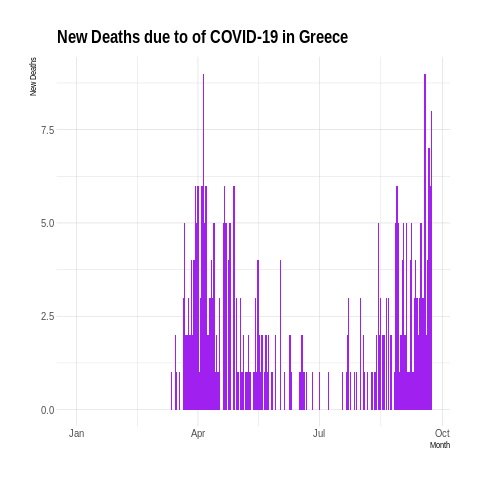 New Deaths due to of COVID-19 in Greece
New Deaths
7.5
5.0
2.5
0.0
Jan Apr Jul Oct
Month